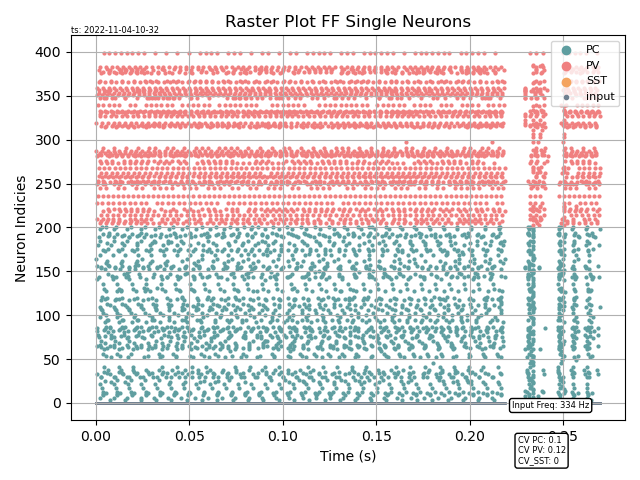 Raster Plot FF Single Neurons
ts: 2022-11-04-10-32
PC
PV
SST
input
400
350
300
250
200
150
100
50
0
Neuron Indicies
Input Freq: 334 Hz
0.00 0.05 0.10 0.15 0.20 0.25
Time (s)
CV PC: 0.1
CV PV: 0.12
CV_SST: 0